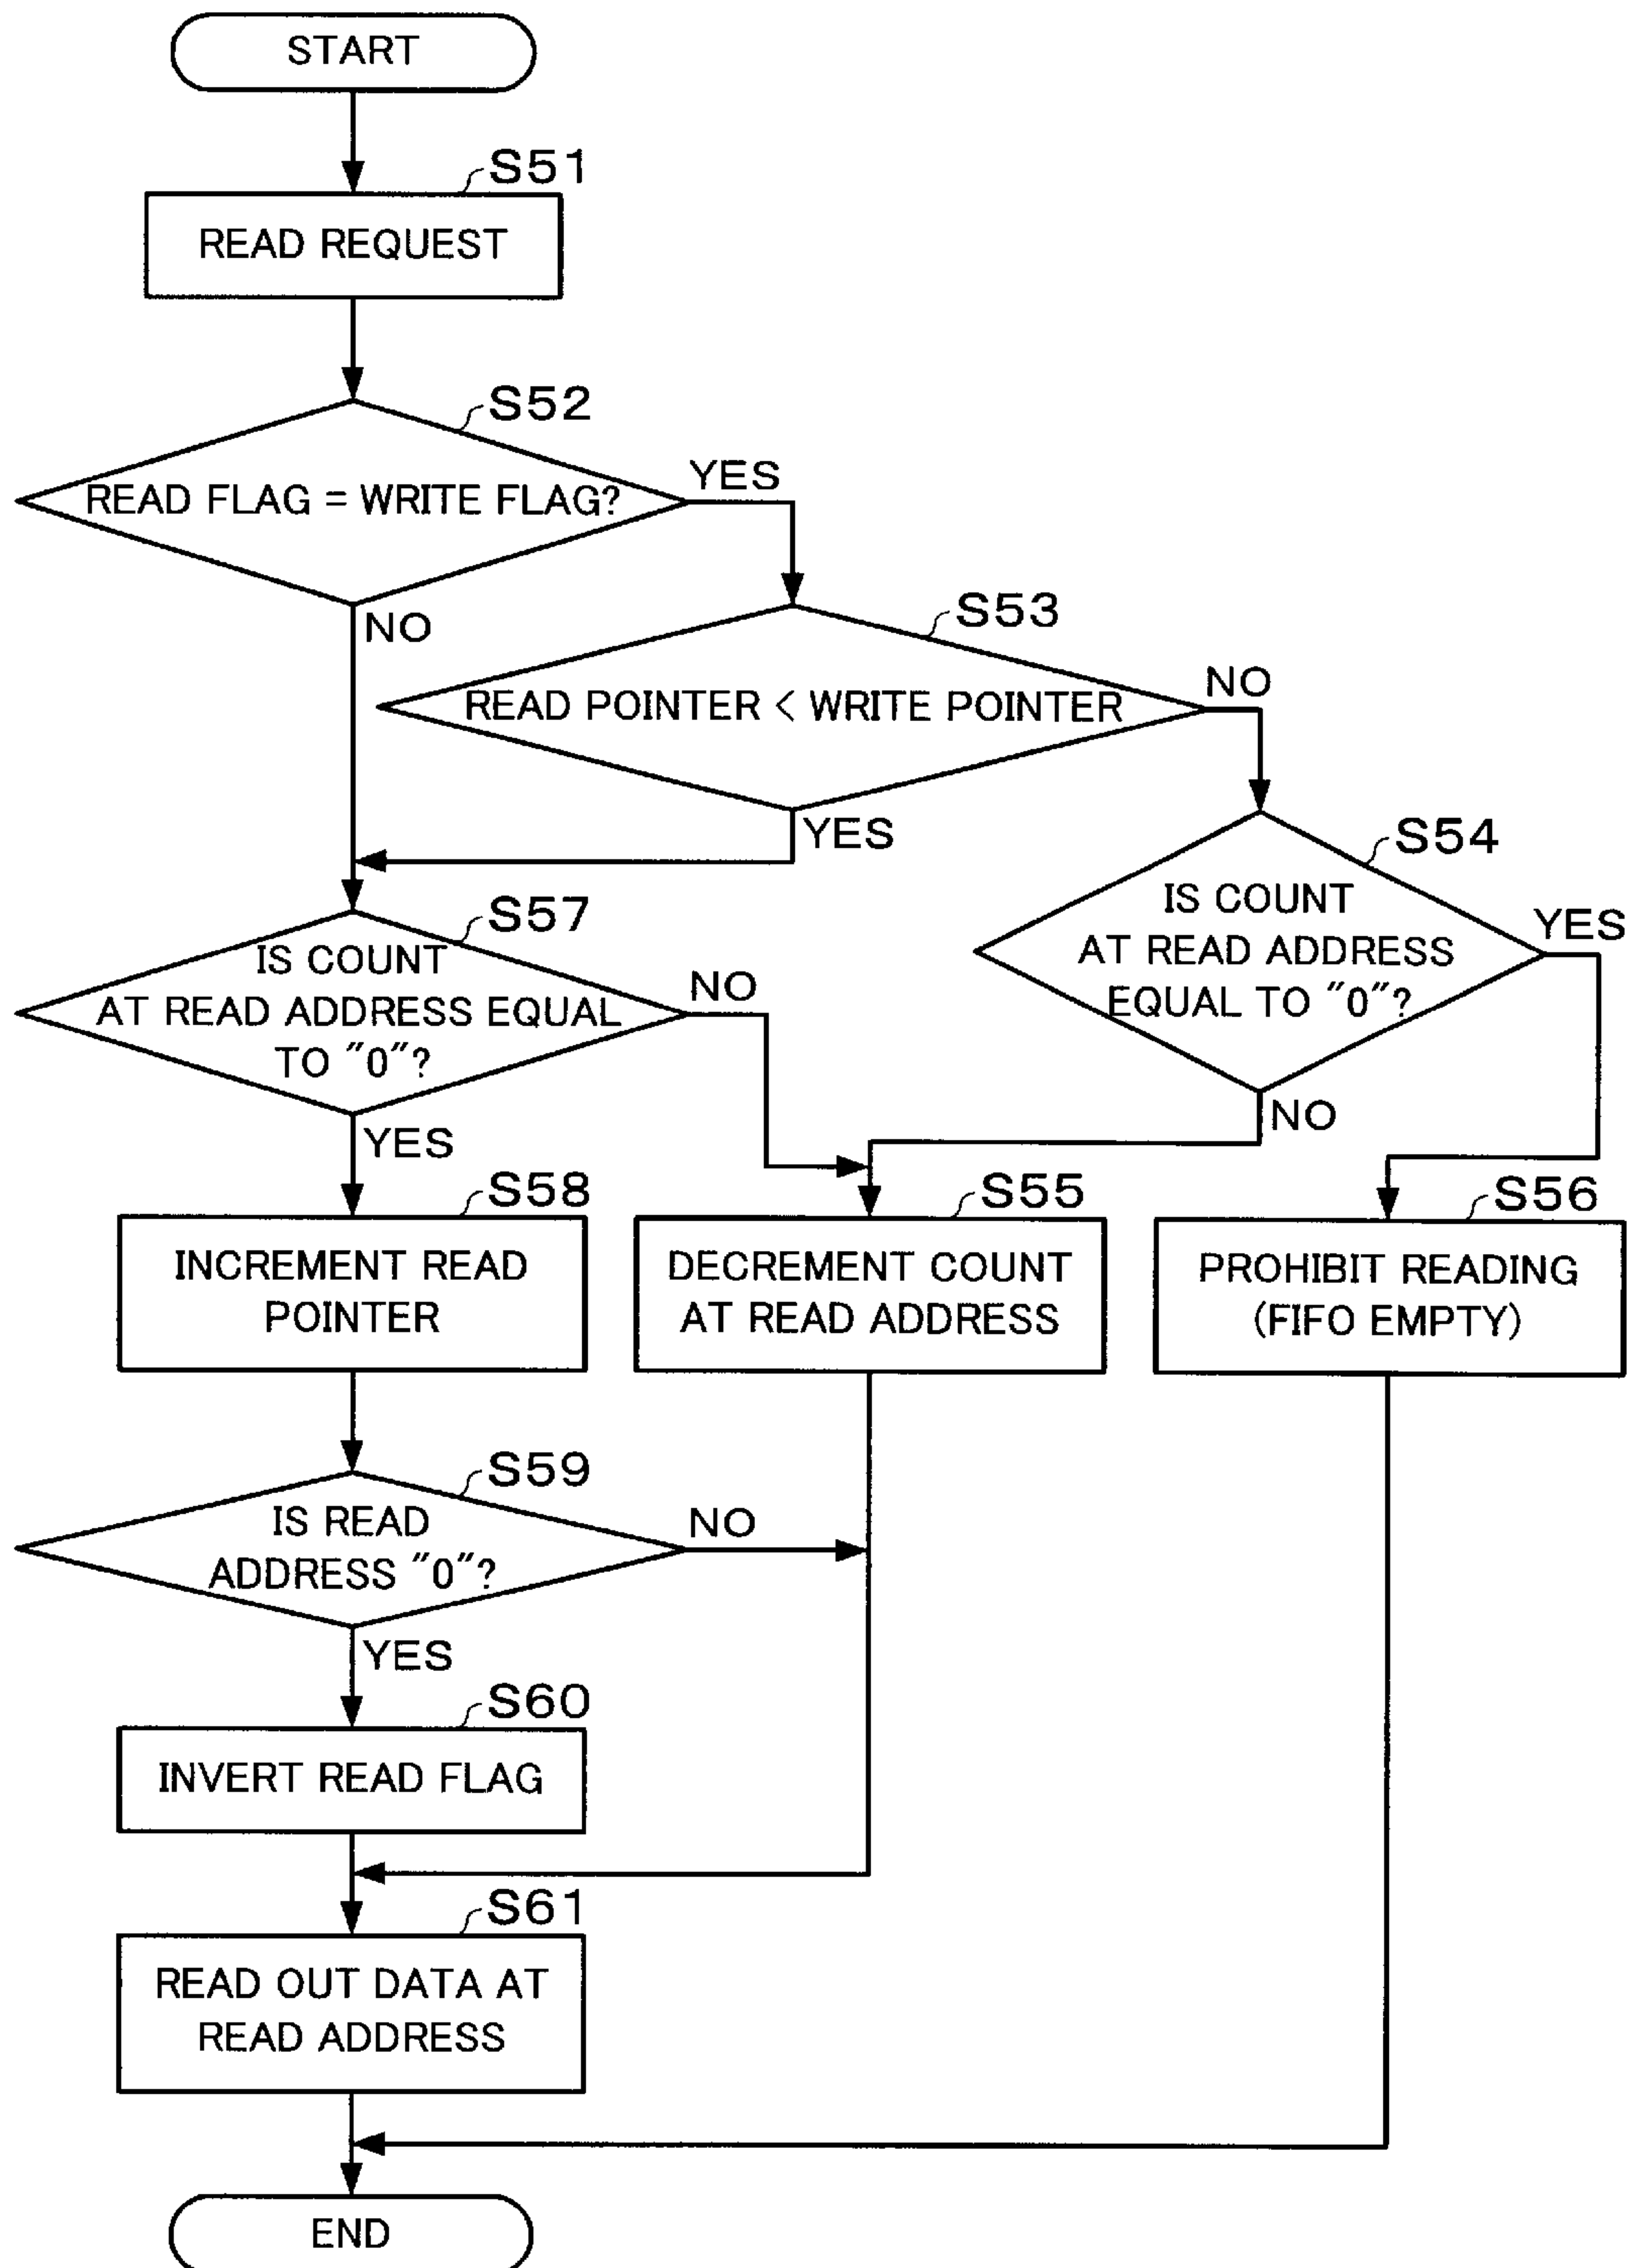 START
S51
READ REQUEST
S52
READ FLAG = WRITE FLAG?
YES
NO
S53
READ POINTER < WRITE POINTER
NO
YES
S54
IS COUNT
AT READ ADDRESS
EQUAL TO "0"?
YES
NO
S57
IS COUNT
AT READ ADDRESS EQUAL
TO "0"?
NO
YES
S58
INCREMENT READ
POINTER
S55
DECREMENT COUNT
AT READ ADDRESS
S56
PROHIBIT READING
(FIFO EMPTY)
S59
IS READ
ADDRESS "0"?
NO
YES
S60
INVERT READ FLAG
S61
READ OUT DATA AT
READ ADDRESS
END